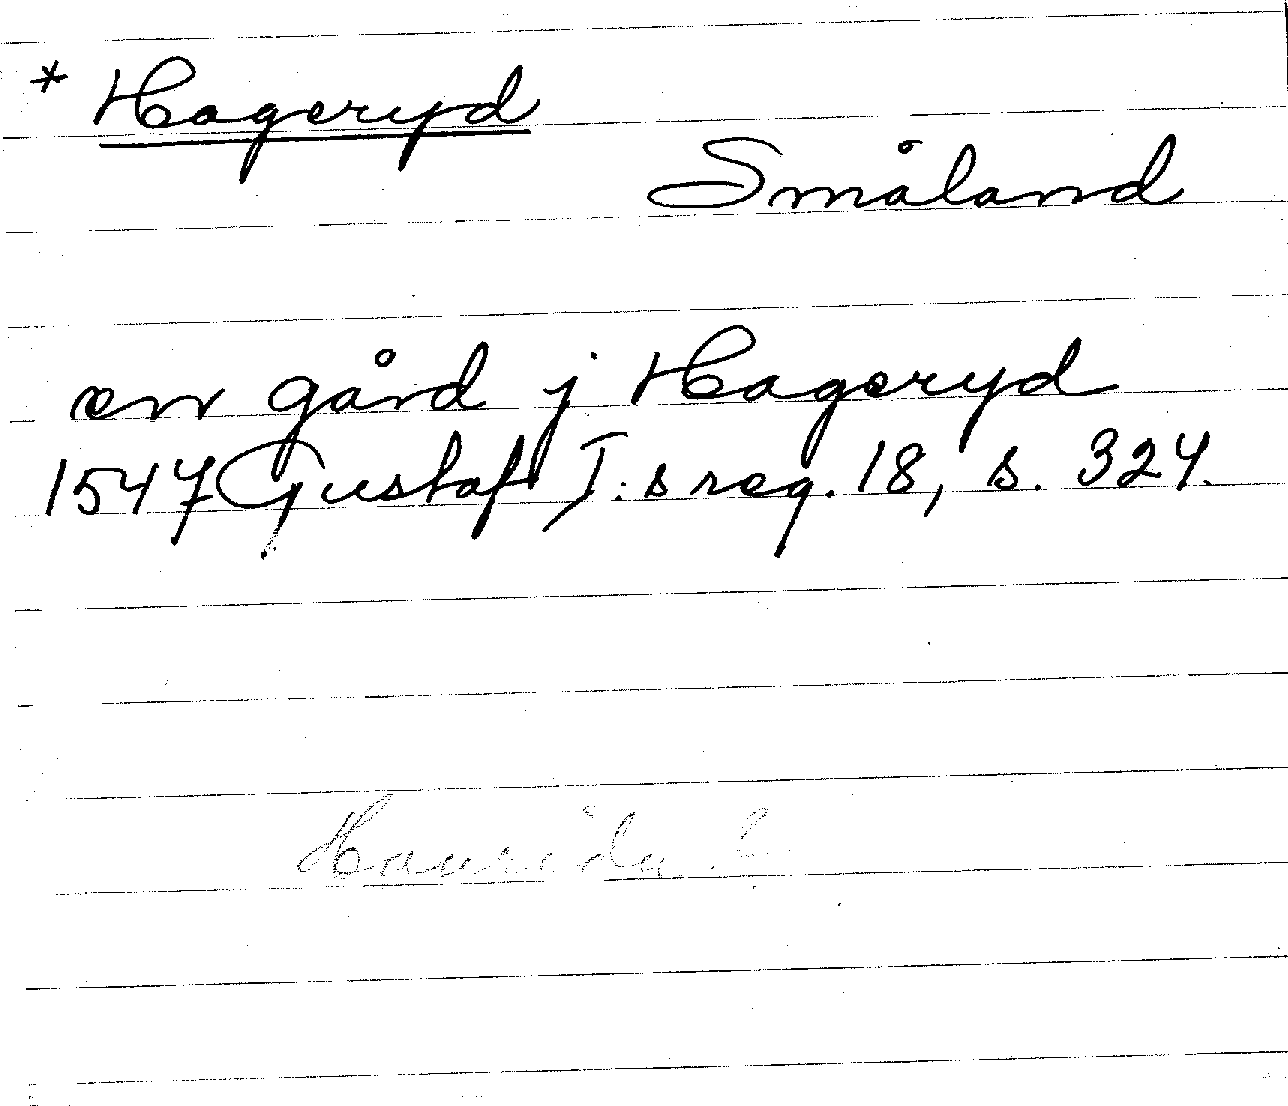 * Hageryd
Småland
en gård j Hageryd
1547 Gustaf I:s reg. 18, s. 324.